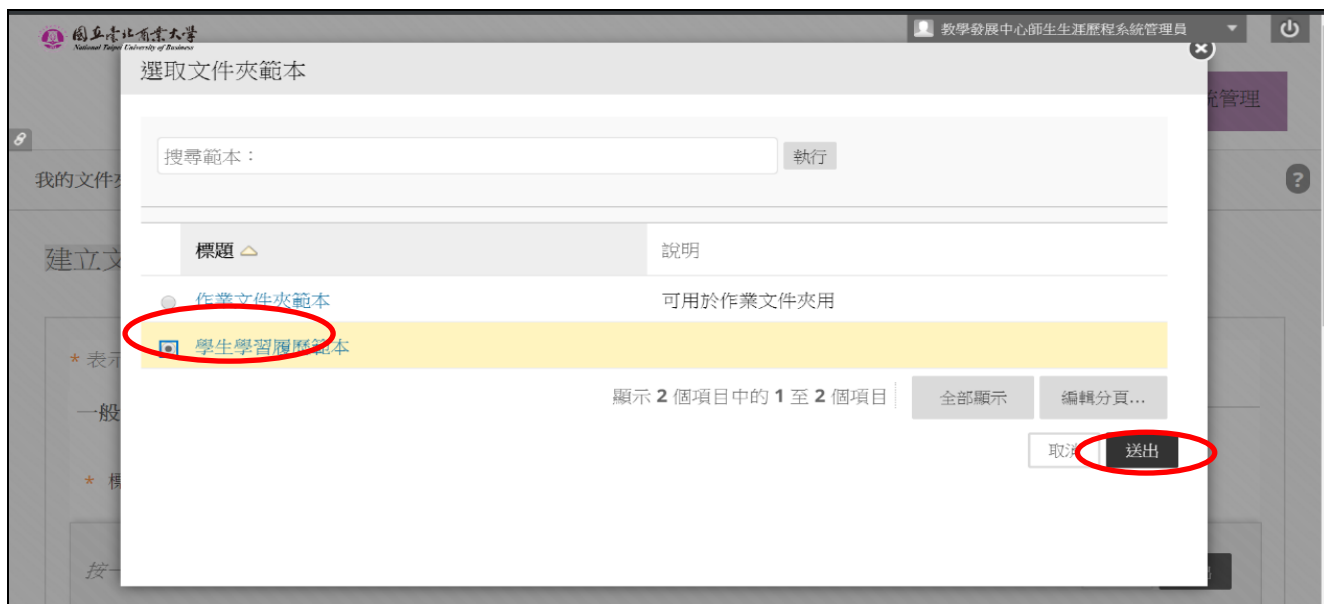 國立臺北商業大學
National Taipei University of Business
教學發展中心師生生涯歷程系統管理員
選取文件夾範本
統管理
搜尋範本：
執行
我的文件夾
?
標題
說明
建立文
作業文件夾範本
可用於作業文件夾用
學生學習履歷範本
* 表示
顯示 2 個項目中的 1 至 2 個項目
全部顯示
編輯分頁...
一般
取消
送出
* 標
按一